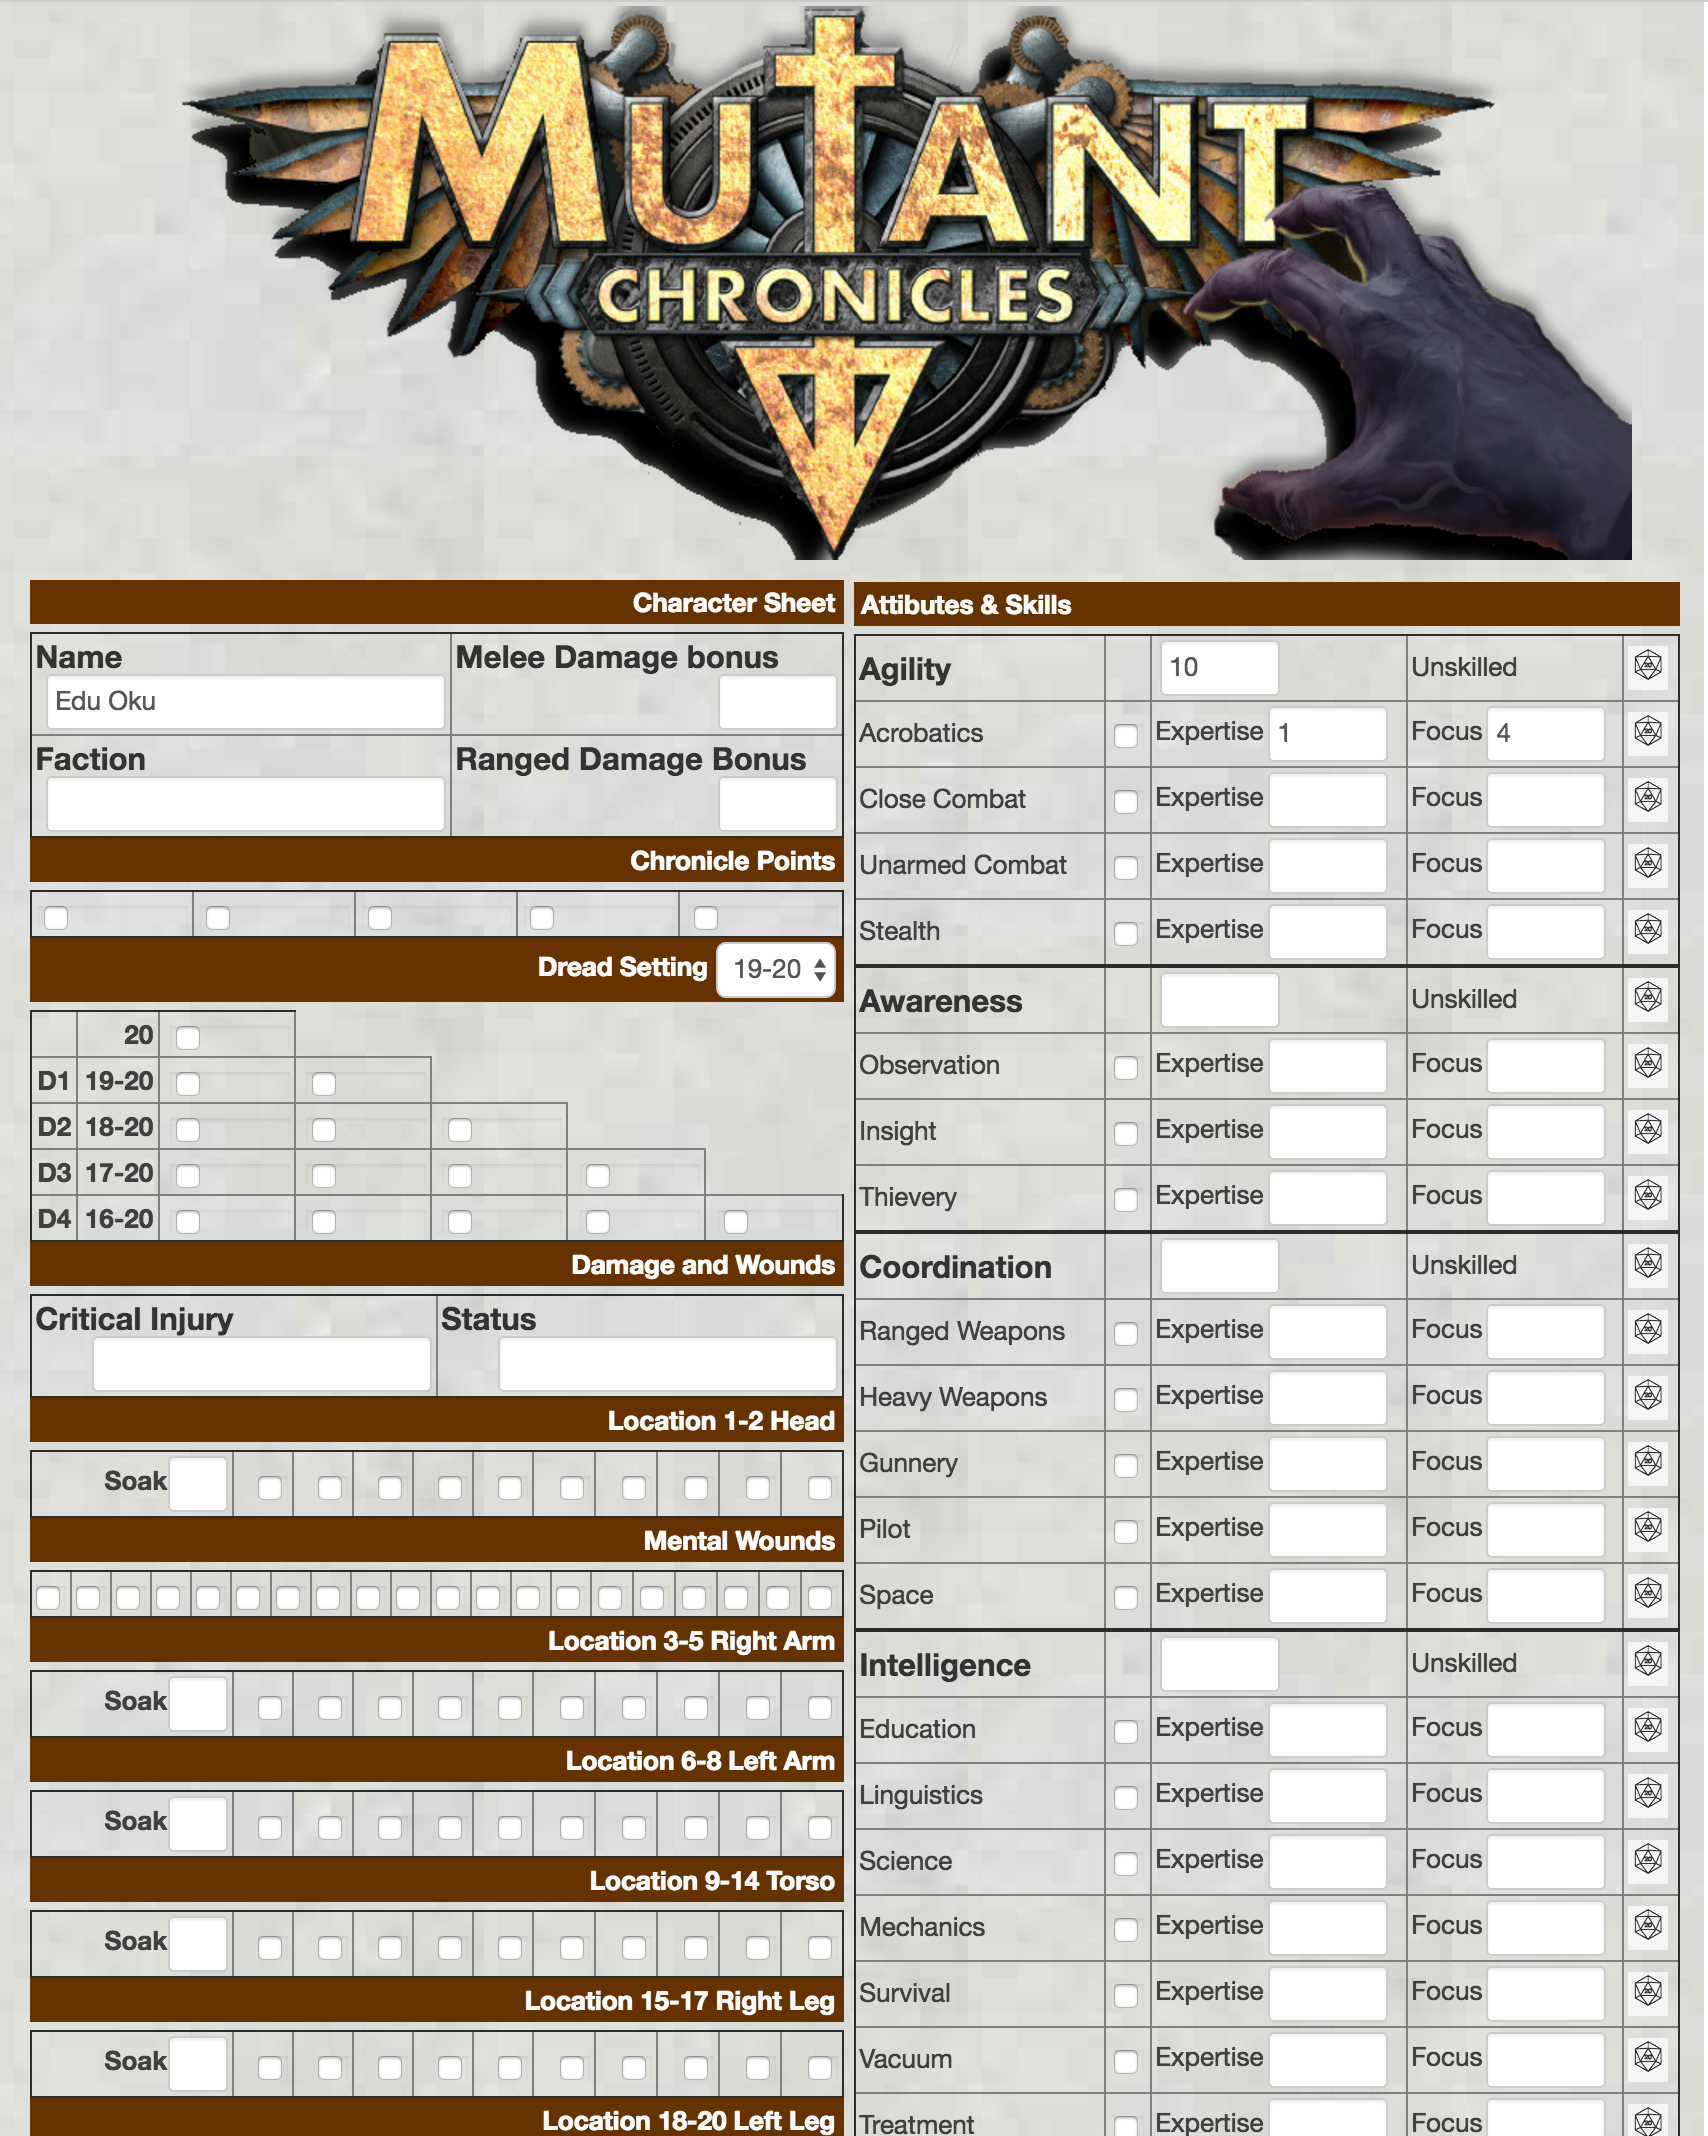 MUTANT
CHRONICLES
Character Sheet
Name
Melee Damage bonus
Edu Oku
Faction
Ranged Damage Bonus
Chronicle Points
Dread Setting 19-20
20
D1 19-20
D2 18-20
D3 17-20
D4 16-20
Damage and Wounds
Critical Injury
Status
Location 1-2 Head
Soak
Mental Wounds
Location 3-5 Right Arm
Soak
Location 6-8 Left Arm
Soak
Location 9-14 Torso
Soak
Location 15-17 Right Leg
Soak
Location 18-20 Left Leg
Attibutes & Skills
Agility 10 Unskilled
Acrobatics Expertise 1 Focus 4
Close Combat Expertise Focus
Unarmed Combat Expertise Focus
Stealth Expertise Focus
Awareness Unskilled
Observation Expertise Focus
Insight Expertise Focus
Thievery Expertise Focus
Coordination Unskilled
Ranged Weapons Expertise Focus
Heavy Weapons Expertise Focus
Gunnery Expertise Focus
Pilot Expertise Focus
Space Expertise Focus
Intelligence Unskilled
Education Expertise Focus
Linguistics Expertise Focus
Science Expertise Focus
Mechanics Expertise Focus
Survival Expertise Focus
Vacuum Expertise Focus
Treatment Expertise Focus